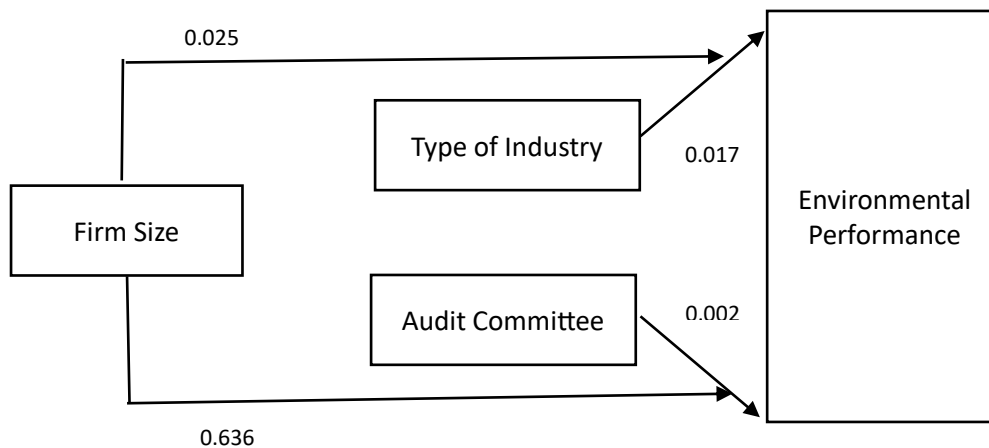 0.025
Type of Industry
0.017
Firm Size
Environmental
Performance
Audit Committee
0.002
0.636